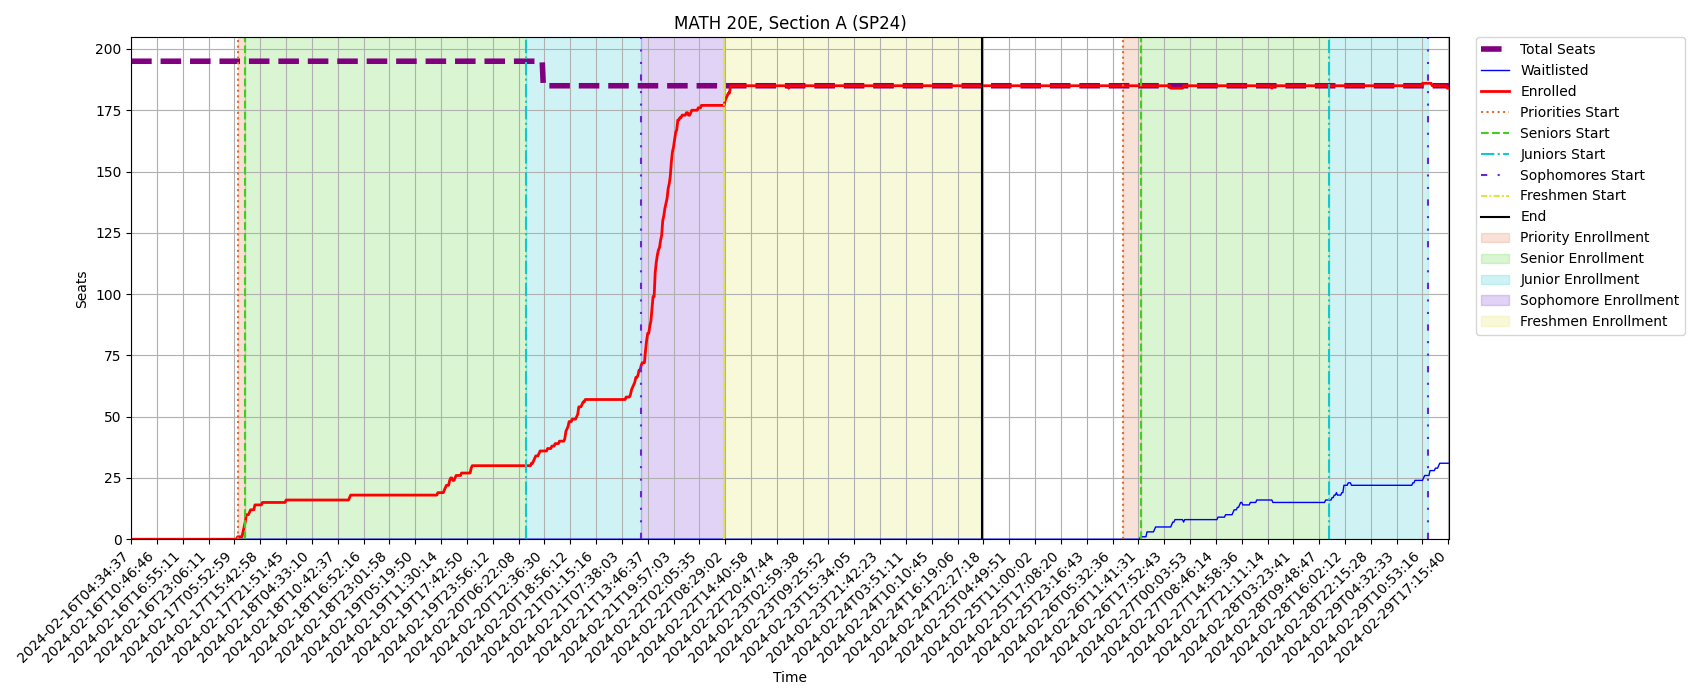 MATH 20E, Section A (SP24)
200
175
150
125
100
75
50
25
0
Seats
2024-02-16T04:34:37
2024-02-16T10:46:46
2024-02-16T16:55:11
2024-02-16T23:06:11
2024-02-17T05:52:59
2024-02-17T15:42:58
2024-02-17T21:51:45
2024-02-18T04:33:10
2024-02-18T10:42:37
2024-02-18T16:52:16
2024-02-18T23:01:58
2024-02-19T05:19:50
2024-02-19T11:30:14
2024-02-19T17:42:50
2024-02-19T23:56:12
2024-02-20T06:22:08
2024-02-20T12:36:30
2024-02-20T18:56:12
2024-02-21T01:15:16
2024-02-21T07:38:03
2024-02-21T13:46:37
2024-02-21T19:57:03
2024-02-22T02:05:35
2024-02-22T08:29:02
2024-02-22T14:40:58
2024-02-22T20:47:44
2024-02-23T02:59:38
2024-02-23T09:25:52
2024-02-23T15:34:05
2024-02-23T21:42:23
2024-02-24T03:51:11
2024-02-24T10:10:45
2024-02-24T16:19:06
2024-02-24T22:27:18
2024-02-25T04:49:51
2024-02-25T11:00:02
2024-02-25T17:08:20
2024-02-25T23:16:43
2024-02-26T05:32:36
2024-02-26T11:41:31
2024-02-26T17:52:43
2024-02-27T00:03:53
2024-02-27T08:46:14
2024-02-27T14:58:36
2024-02-27T21:11:14
2024-02-28T03:23:41
2024-02-28T09:48:47
2024-02-28T16:02:12
2024-02-28T22:15:28
2024-02-29T04:32:33
2024-02-29T10:53:16
2024-02-29T17:15:40
Time
Total Seats
Waitlisted
Enrolled
Priorities Start
Seniors Start
Juniors Start
Sophomores Start
Freshmen Start
End
Priority Enrollment
Senior Enrollment
Junior Enrollment
Sophomore Enrollment
Freshmen Enrollment